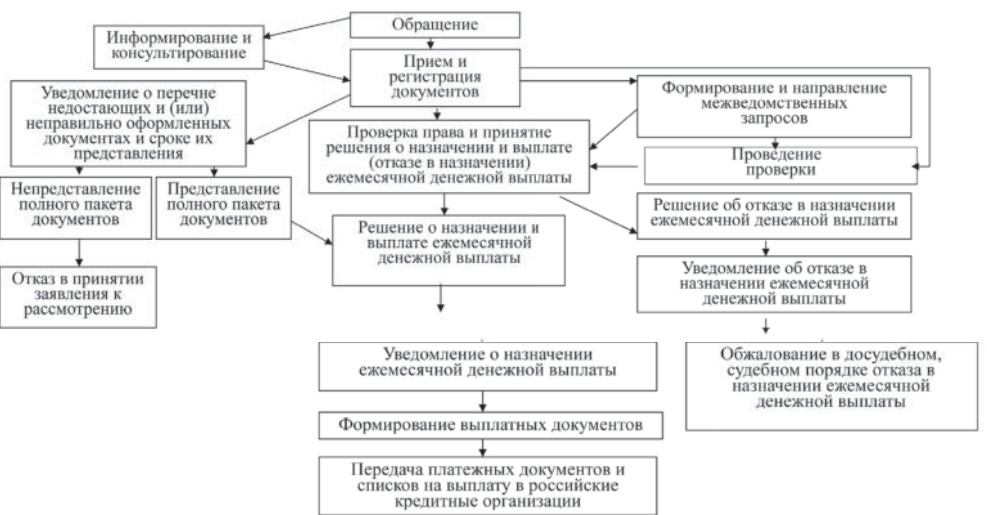 Обращение
Информирование и
консультирование
Прием и
регистрация
документов
Формирование и направление
межведомственных
запросов
Уведомление о перечне
недостающих и (или)
неправильно оформленных
документах и сроке их
представления
Проверка права и принятие
решения о назначении и выплате
(отказе в назначении)
ежемесячной денежной выплаты
Проведение
проверки
Непредставление
полного пакета
документов
Представление
полного пакета
документов
Решение о назначении и
выплате ежемесячной
денежной выплаты
Решение об отказе в назначении
ежемесячной денежной выплаты
Отказ в принятии
заявления к
рассмотрению
Уведомление об отказе в
назначении ежемесячной
денежной выплаты
Уведомление о назначении
ежемесячной денежной выплаты
Обжалование в досудебном,
судебном порядке отказа в
назначении ежемесячной
денежной выплаты
Формирование выплатных документов
Передача платежных документов и
списков на выплату в российские
кредитные организации